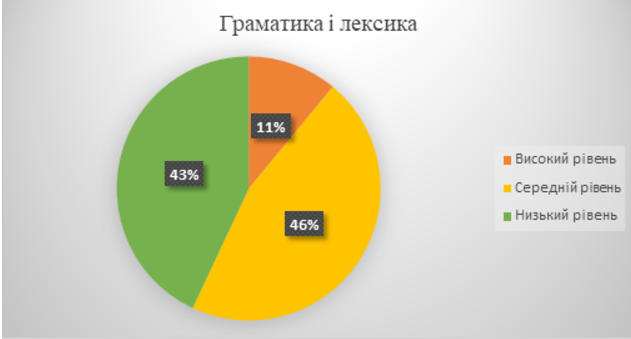 Граматика і лексика
11%
43%
46%
Високий рівень
Середній рівень
Низький рівень